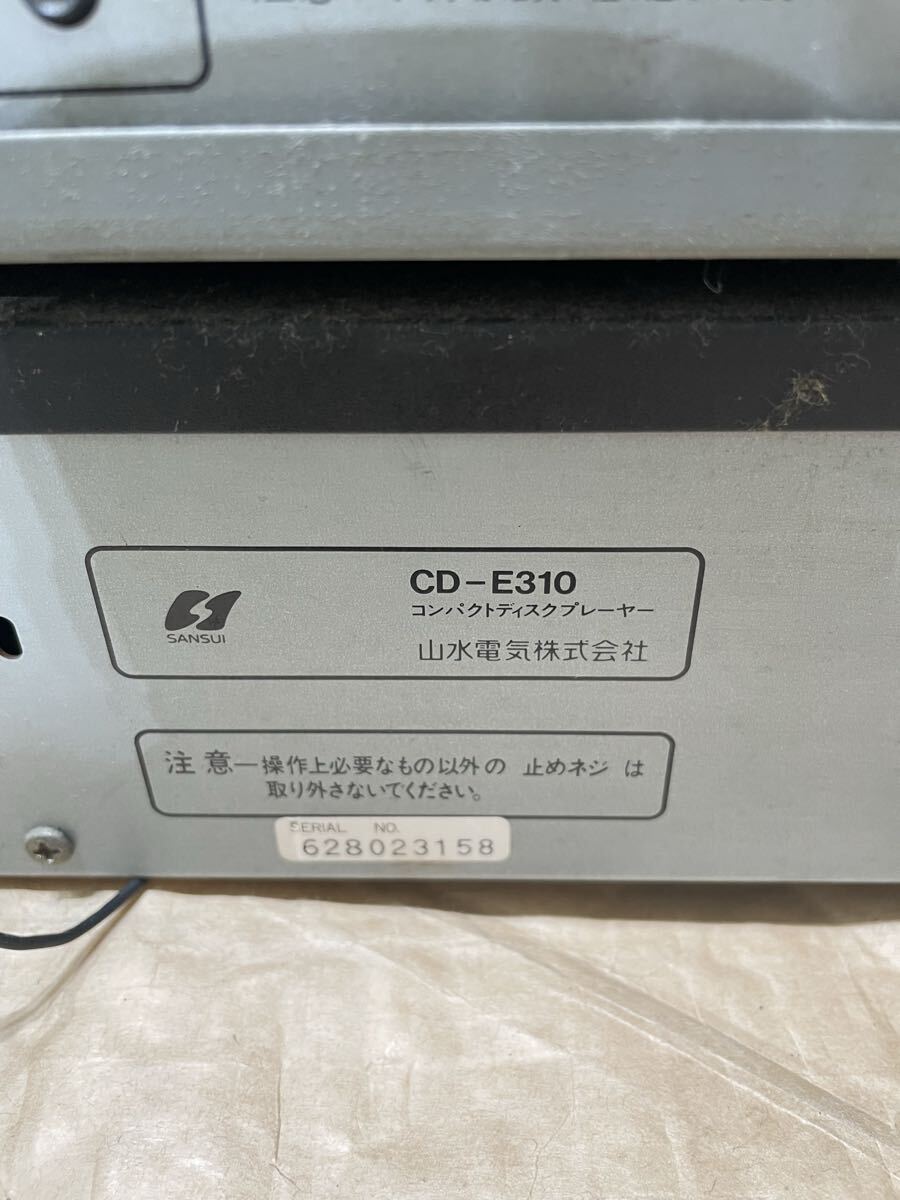 CD-E310
コンパクトディスクプレーヤー
SANSUI
山水電気株式会社
注意―操作上必要なもの以外の 止めネジ は
取り外さないでください。
SERIAL NO.
628023158